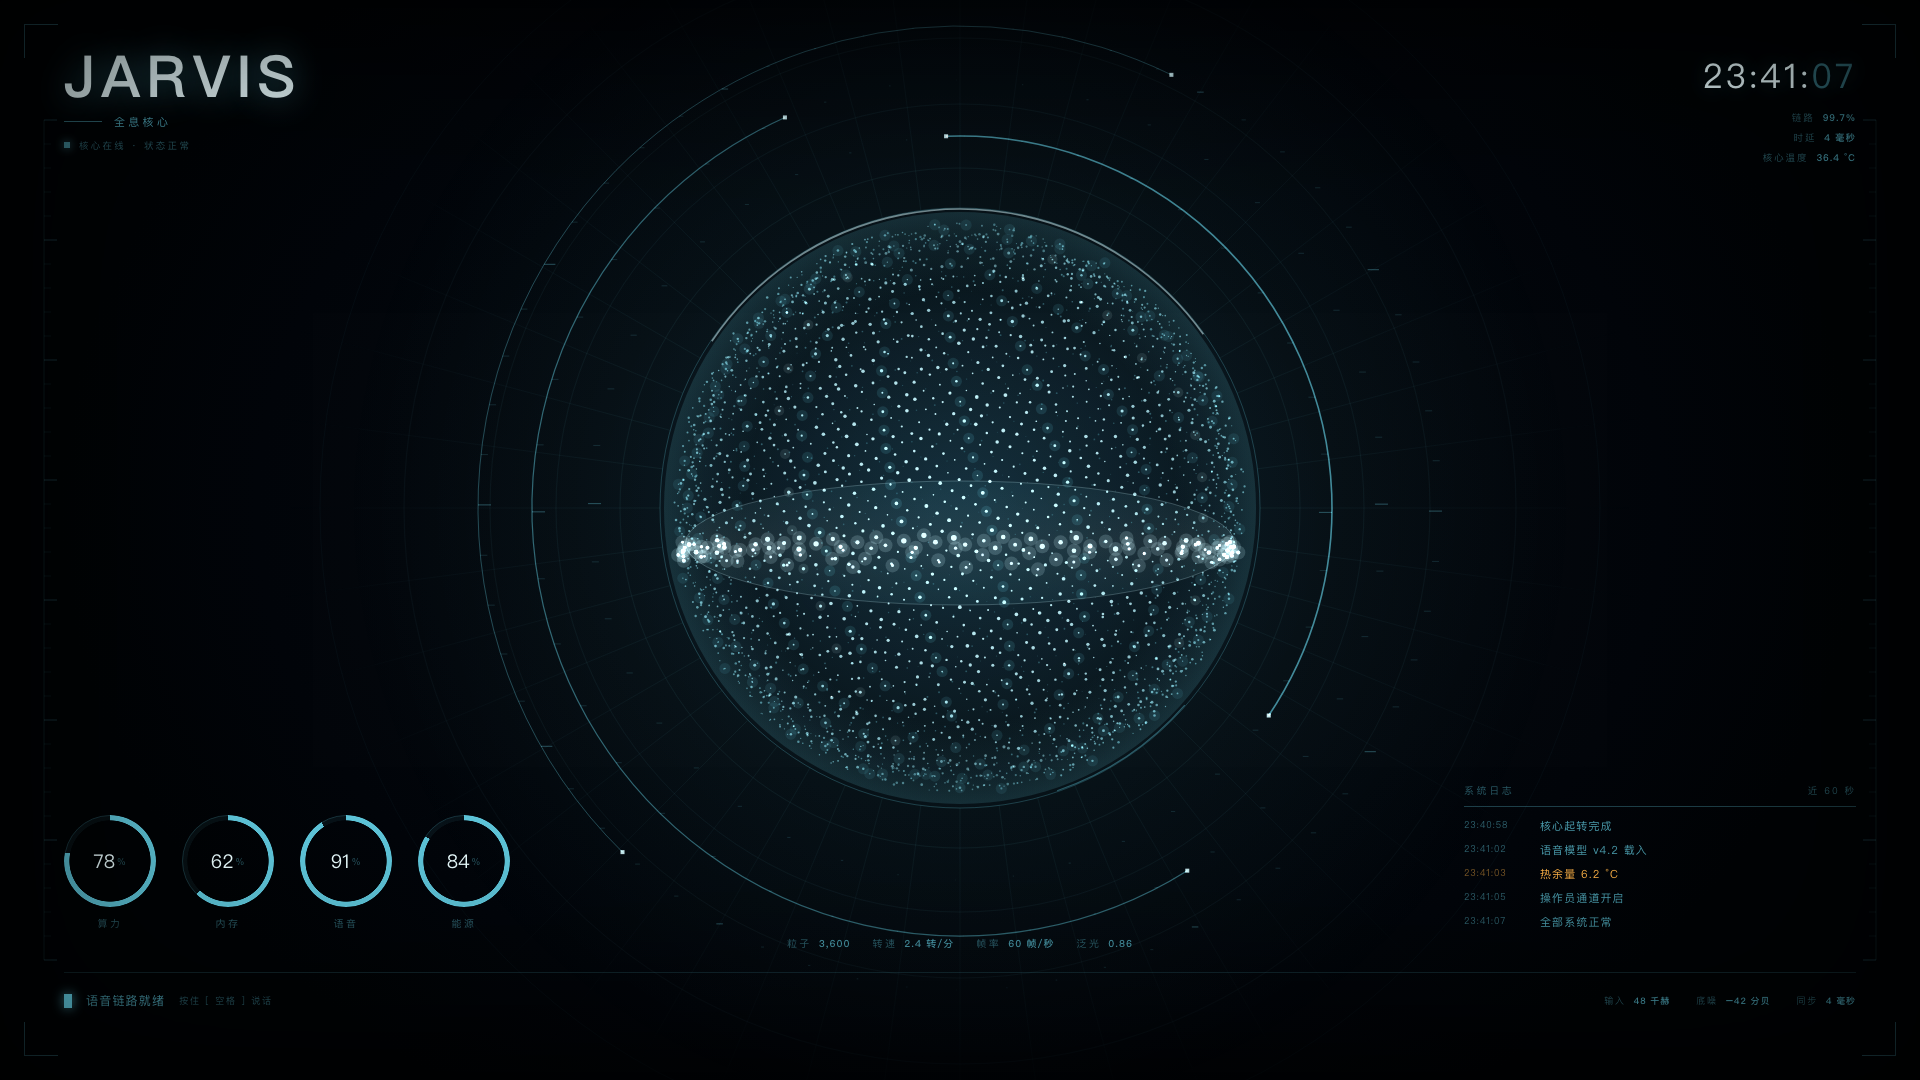 JARVIS
全息核心
核心在线 · 状态正常
23:41:07
链路 99.7%
时延 4 毫秒
核心温度 36.4 °C
78%
算力
62%
内存
91%
语音
84%
能源
粒子 3,600 转速 2.4 转/分 帧率 60 帧/秒 泛光 0.86
系统日志 近 60 秒
23:40:58 核心起转完成
23:41:02 语音模型 v4.2 载入
23:41:03 热余量 6.2 °C
23:41:05 操作员通道开启
23:41:07 全部系统正常
语音链路就绪 按住 [ 空格 ] 说话
输入 48 千赫 底噪 −42 分贝 同步 4 毫秒